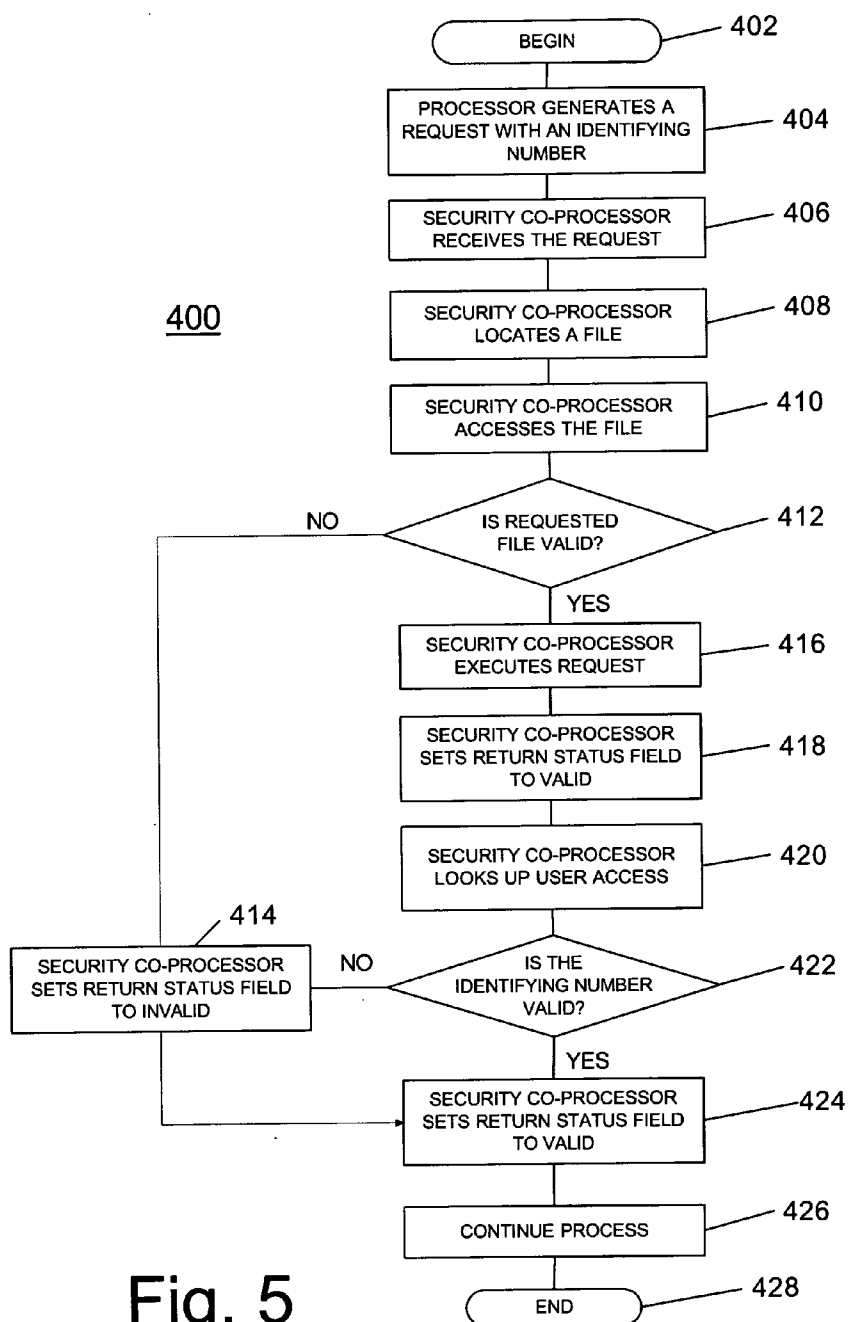 BEGIN
402
PROCESSOR GENERATES A
REQUEST WITH AN IDENTIFYING
NUMBER
404
SECURITY CO-PROCESSOR
RECEIVES THE REQUEST
406
400
SECURITY CO-PROCESSOR
LOCATES A FILE
408
SECURITY CO-PROCESSOR
ACCESSES THE FILE
410
NO
IS REQUESTED
FILE VALID?
412
YES
SECURITY CO-PROCESSOR
EXECUTES REQUEST
416
SECURITY CO-PROCESSOR
SETS RETURN STATUS FIELD
TO VALID
418
SECURITY CO-PROCESSOR
LOOKS UP USER ACCESS
420
414
SECURITY CO-PROCESSOR
SETS RETURN STATUS FIELD
TO INVALID
NO
IS THE
IDENTIFYING NUMBER
VALID?
422
YES
SECURITY CO-PROCESSOR
SETS RETURN STATUS FIELD
TO VALID
424
CONTINUE PROCESS
426
END
428
Fig. 5